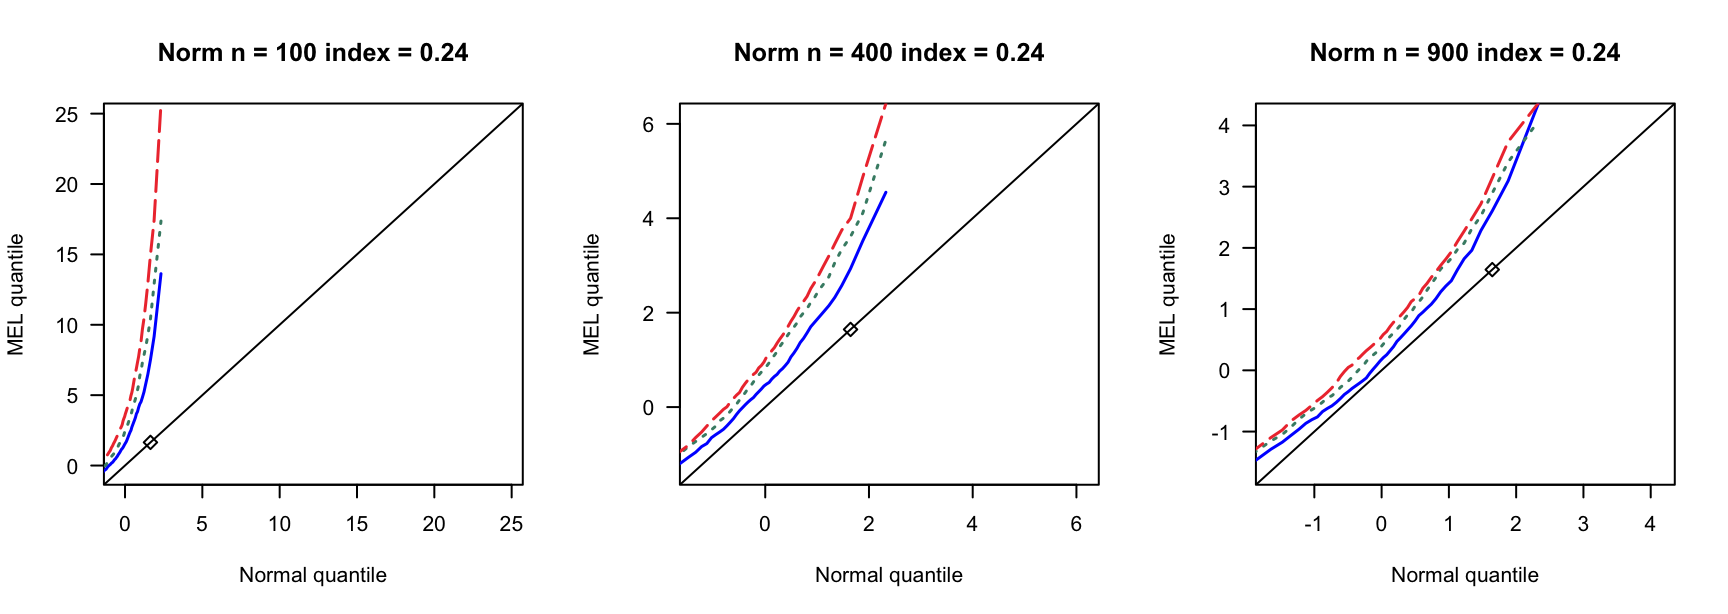 Norm n = 100 index = 0.24
MEL quantile
25
20
15
10
5
0
0 5 10 15 20 25
Normal quantile
Norm n = 400 index = 0.24
MEL quantile
6
4
2
0
0 2 4 6
Normal quantile
Norm n = 900 index = 0.24
MEL quantile
4
3
2
1
0
-1
-1 0 1 2 3 4
Normal quantile